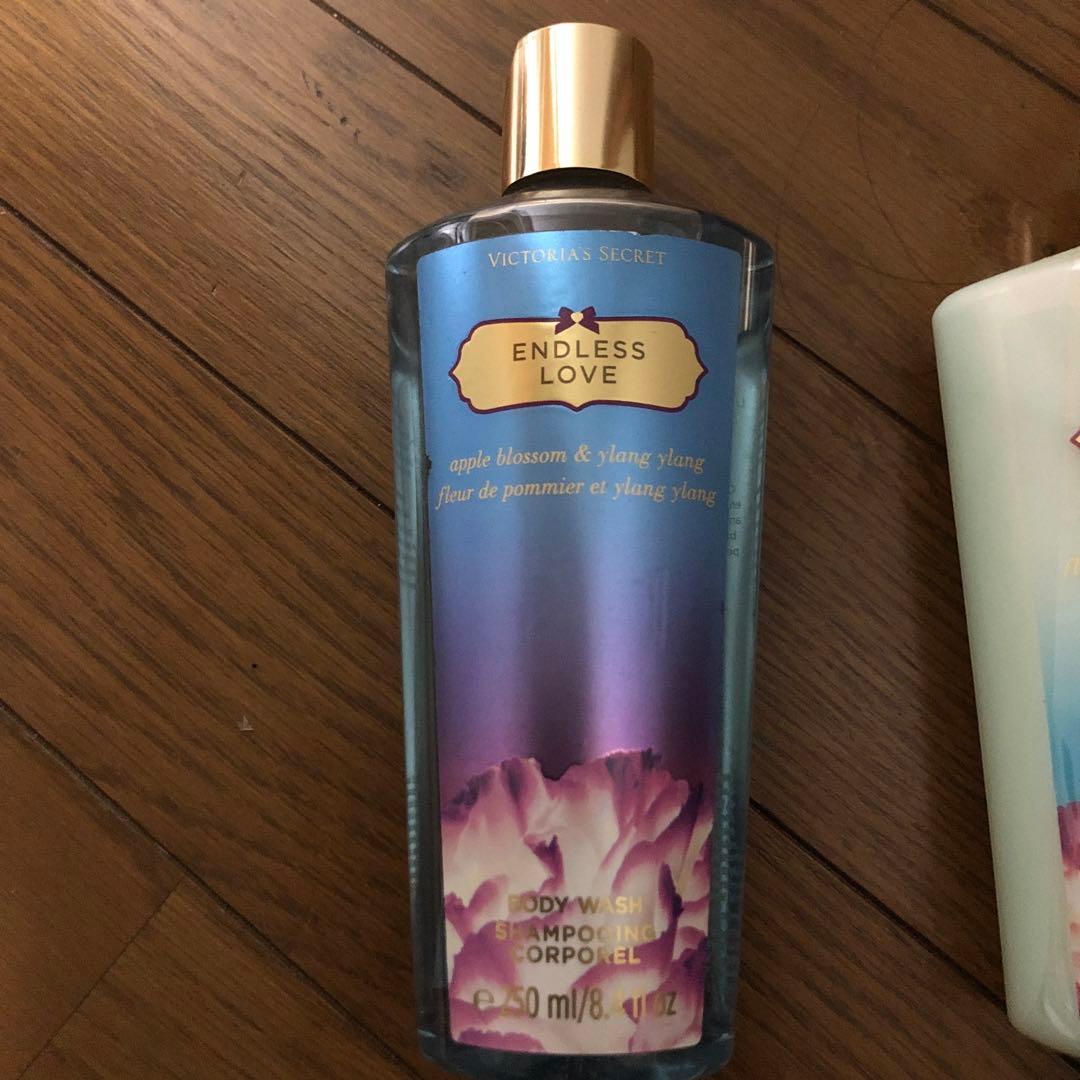 VICTORIA'S SECRET
ENDLESS
LOVE
apple blossom & ylang ylang
fleur de pommier et ylang ylang
BODY WASH
SHAMPOOING
CORPOREL
e 250 ml/8.4 fl oz